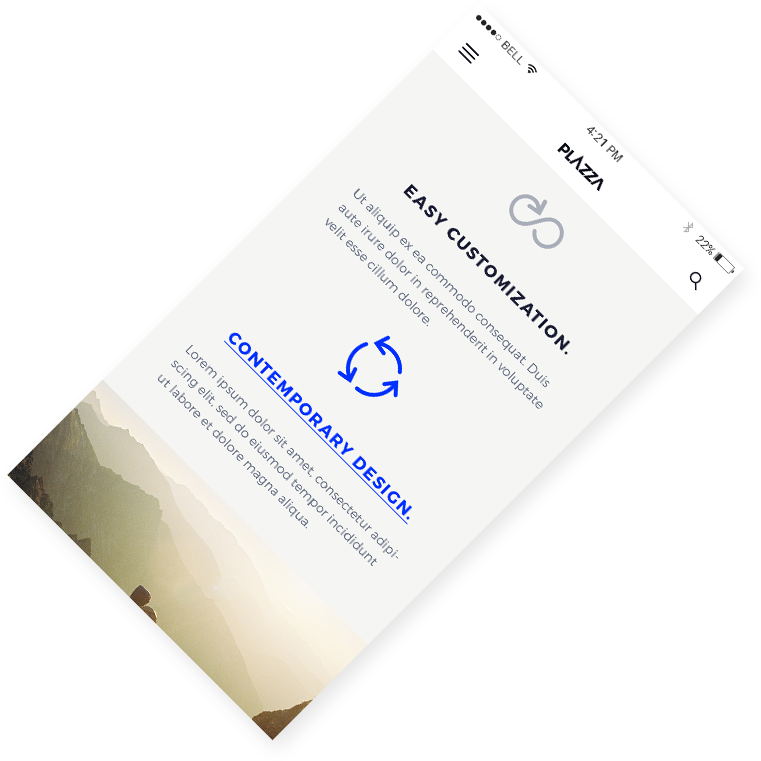 BELL
4:21 PM
22%
PLAZZA
EASY CUSTOMIZATION.
Ut aliquip ex ea commodo consequat. Duis
aute irure dolor in reprehenderit in voluptate
velit esse cillum dolore.
CONTEMPORARY DESIGN.
Lorem ipsum dolor sit amet, consectetur adipi-
scing elit, sed do eiusmod tempor incididunt
ut labore et dolore magna aliqua.